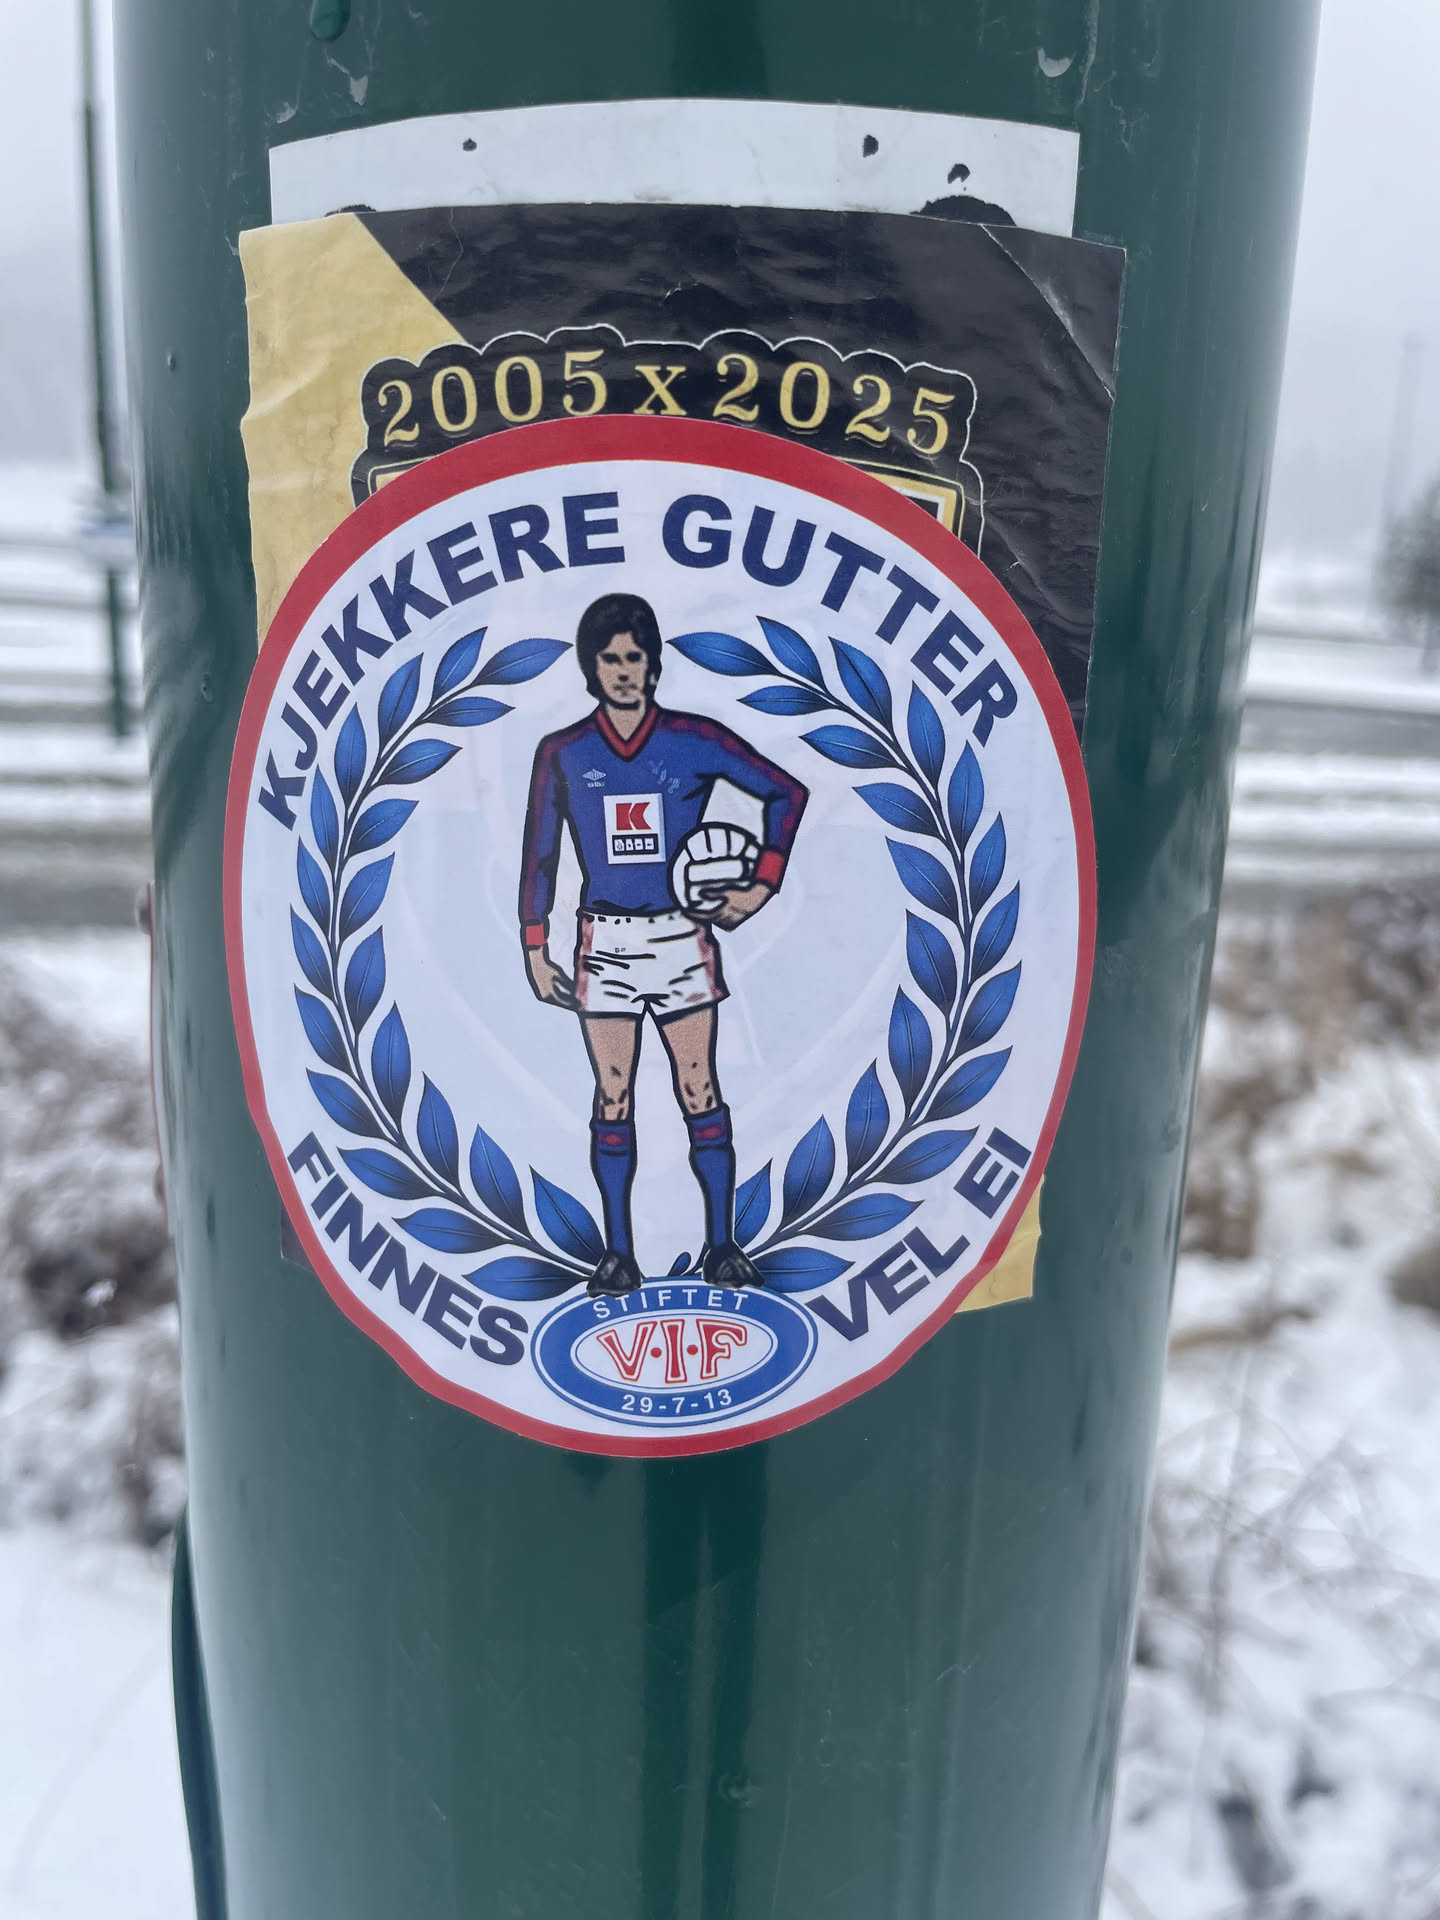 2005 x 2025
KJEKKERE GUTTER
K
FINNES VEL EI
STIFTET
V·I·F
29-7-13